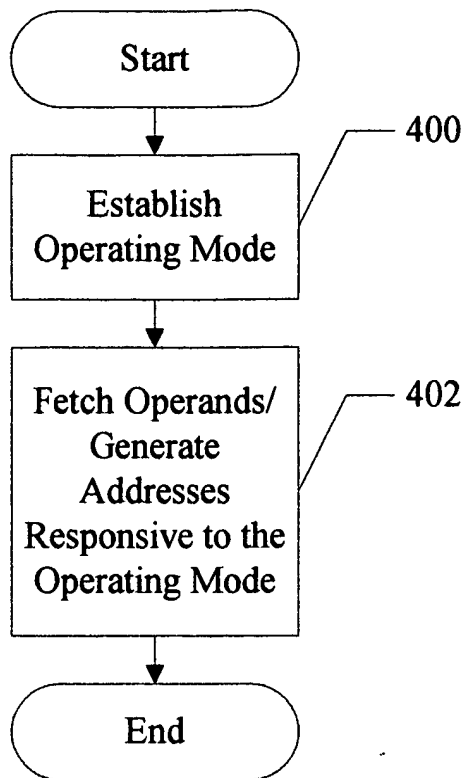 Start
400
Establish
Operating Mode
Fetch Operands/
402
Generate
Addresses
Responsive to the
Operating Mode
End